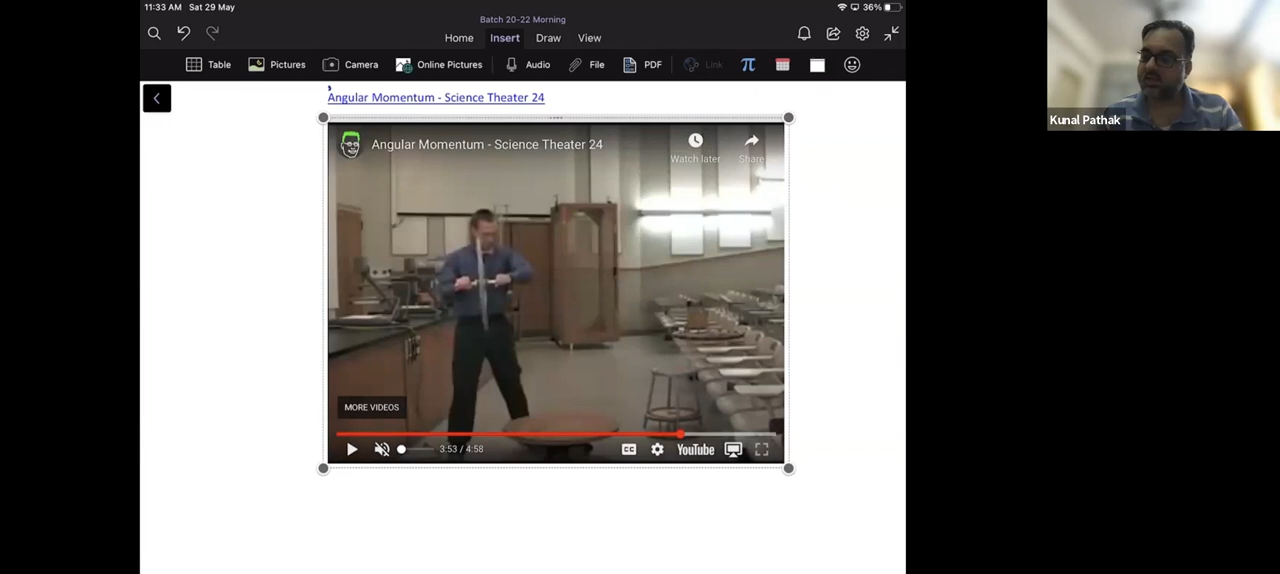 11:33 AM Sat 29 May
36%
Batch 20-22 Morning
Home Insert Draw View
Table Pictures Camera Online Pictures Audio File PDF Link
Angular Momentum - Science Theater 24
Angular Momentum - Science Theater 24
Watch later Share
MORE VIDEOS
3:53 / 4:58
CC
YouTube
Kunal Pathak